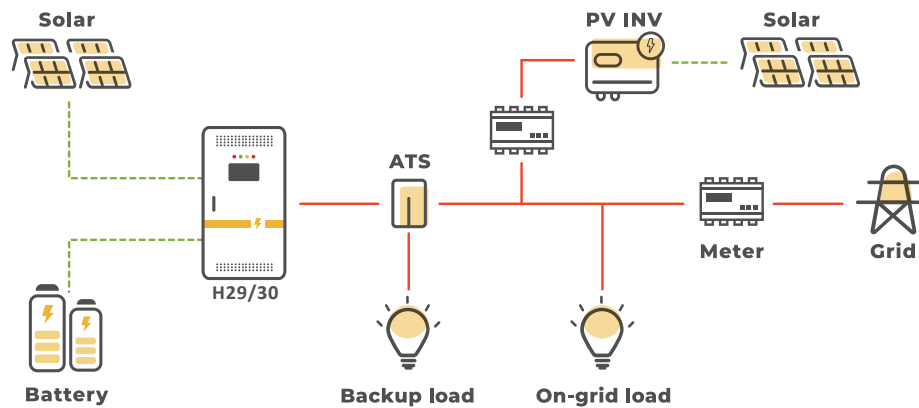 Solar
PV INV
Solar
ATS
Meter
Grid
H29/30
Battery
Backup load
On-grid load